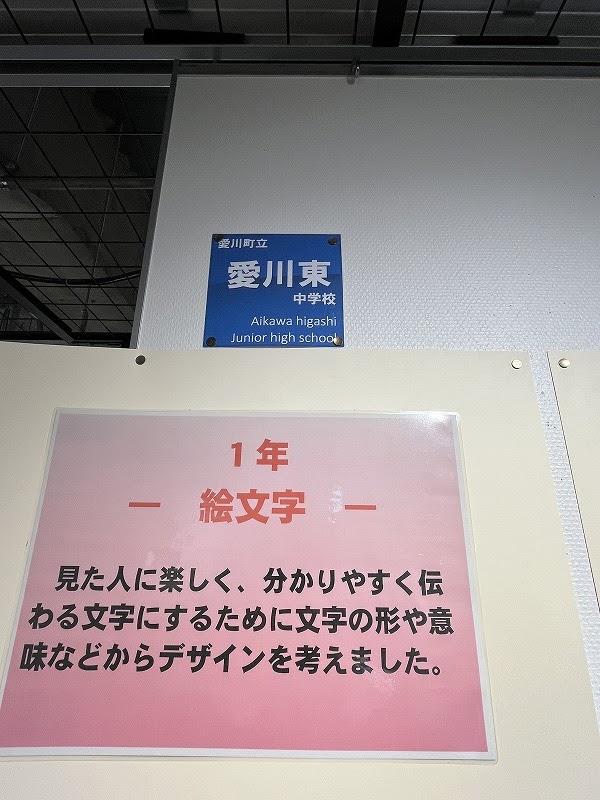 愛川町立
愛川東
中学校
Aikawa higashi
Junior high school
1年
― 絵文字 ―
見た人に楽しく、分かりやすく伝
わる文字にするために文字の形や意
味などからデザインを考えました。